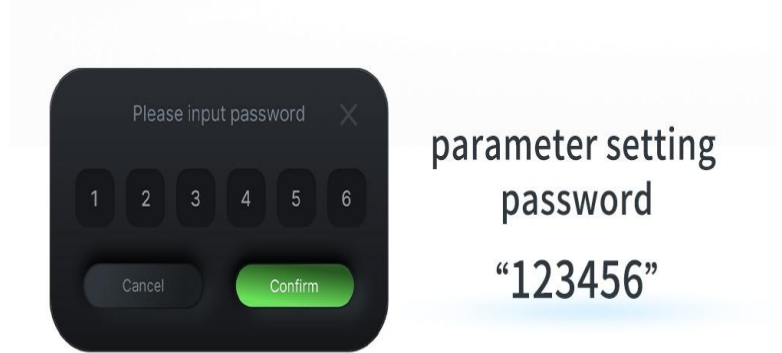 Please input password
1 2 3 4 5 6
Cancel Confirm
parameter setting
password
“123456”